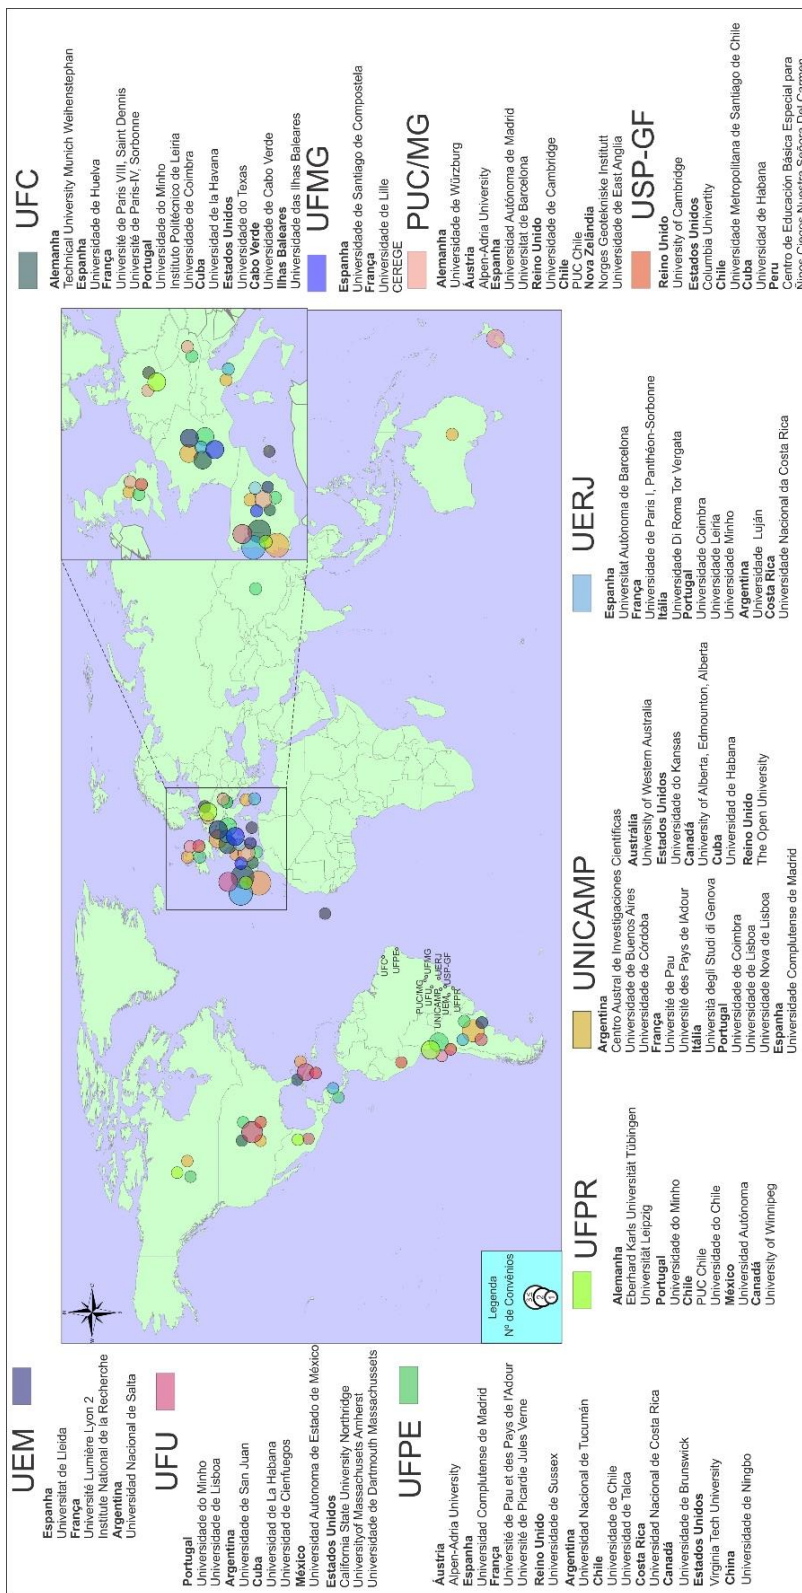 UEM
Espanha
Universitat de Lleida
França
Université Lumière Lyon 2
Institute National de la Recherche
Argentina
Universidad Nacional de Salta
UFU
Portugal
Universidade do Minho
Universidade de Lisboa
Argentina
Universidade de San Juan
Cuba
Universidad de La Habana
Universidad de Cienfuegos
México
Universidad Autonoma de Estado de México
Estados Unidos
California State University Northridge
Universityof Massachusets Amherst
Universidade de Dartmouth Massachussets
UFPE
Áustria
Alpen-Adria University
Espanha
Universidad Complutense de Madrid
França
Université de Pau et des Pays de l'Adour
Université de Picardie Jules Verne
Reino Unido
Universidade de Sussex
Argentina
Universidad Nacional de Tucumán
Chile
Universidade de Chile
Universidad de Talca
Costa Rica
Universidad Nacional de Costa Rica
Canadá
Universidade de Brunswick
Estados Unidos
Virginia Tech University
China
Universidade de Ningbo
Legenda
Nº de Convênios
3.5
2
1
UFC
UFPE
PUC/MG
UFMG
UFU
UERJ
UNICAMP
USP-GF
UEM
UFPR
UFPR
Alemanha
Eberhard Karls Universität Tübingen
Universität Leipzig
Portugal
Universidade do Minho
Chile
PUC Chile
Universidade do Chile
México
Universidad Autónoma
Canadá
University of Winnipeg
UNICAMP
Argentina
Centro Austral de Investigaciones Científicas
Universidade de Buenos Aires
Universidade de Córdoba
França
Université de Pau
Université des Pays de lAdour
Itália
Università degli Studi di Genova
Portugal
Universidade de Coimbra
Universidade de Lisboa
Universidade Nova de Lisboa
Espanha
Universidade Complutense de Madrid
Austrália
University of Western Australia
Estados Unidos
Universidade do Kansas
Canadá
University of Alberta, Edmounton, Alberta
Cuba
Universidad de Habana
Reino Unido
The Open University
UERJ
Espanha
Universitat Autònoma de Barcelona
França
Universidade de Paris I, Panthéon-Sorbonne
Itália
Universidade Di Roma Tor Vergata
Portugal
Universidade Coimbra
Universidade Leiria
Universidade Minho
Argentina
Universidade Luján
Costa Rica
Universidade Nacional da Costa Rica
UFC
Alemanha
Technical University Munich Weihenstephan
Espanha
Universidade de Huelva
França
Université de Paris VIII, Saint Dennis
Université de Paris-IV, Sorbonne
Portugal
Universidade do Minho
Instituto Politécnico de Leiria
Universidade de Coimbra
Cuba
Universidad de la Havana
Estados Unidos
Universidade do Texas
Cabo Verde
Universidade de Cabo Verde
Ilhas Baleares
Universidade das Ilhas Baleares
UFMG
Espanha
Universidade de Santiago de Compostela
França
Universidade de Lille
CEREGE
PUC/MG
Alemanha
Universidade de Würzburg
Áustria
Alpen-Adria University
Espanha
Universidad Autónoma de Madrid
Universitat de Barcelona
Reino Unido
Universidade de Cambridge
Chile
PUC Chile
Nova Zelândia
Norges Geotekniske Institutt
Universidade de East Anglia
USP-GF
Reino Unido
University of Cambridge
Estados Unidos
Columbia Univertity
Chile
Universidade Metropolitana de Santiago de Chile
Cuba
Universidad de Habana
Peru
Centro de Educación Básica Especial para